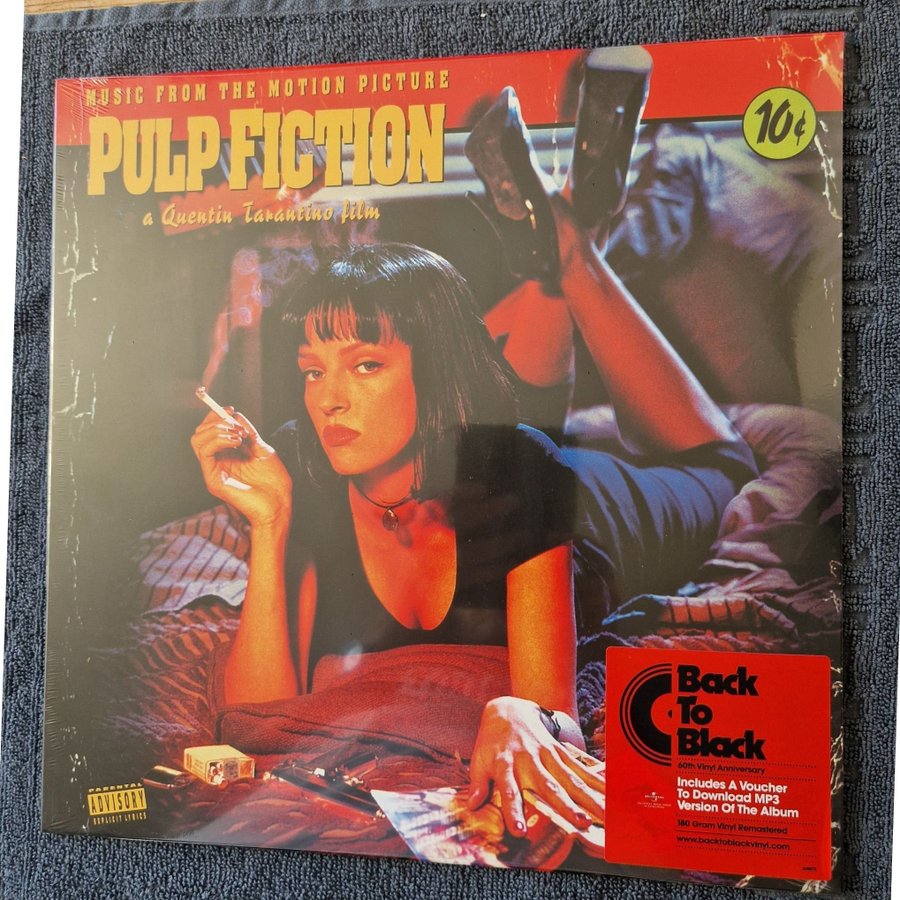 MUSIC FROM THE MOTION PICTURE
PULP FICTION
a Quentin Tarantino film
10¢
Back
To
Black
60th Vinyl Anniversary
Includes A Voucher
To Download MP3
Version Of The Album
180 Gram Vinyl Remastered
www.backtoblackvinyl.com
PARENTAL
ADVISORY
EXPLICIT LYRICS